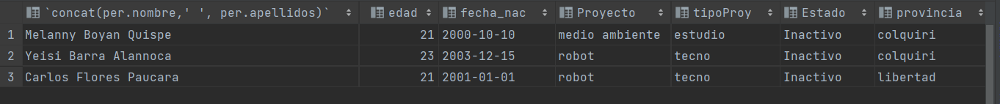 `concat(per.nombre,' ', per.apellidos)` edad fecha_nac Proyecto tipoProy Estado provincia
1 Melanny Boyan Quispe 21 2000-10-10 medio ambiente estudio Inactivo colquiri
2 Yeisi Barra Alannoca 23 2003-12-15 robot tecno Inactivo colquiri
3 Carlos Flores Paucara 21 2001-01-01 robot tecno Inactivo libertad